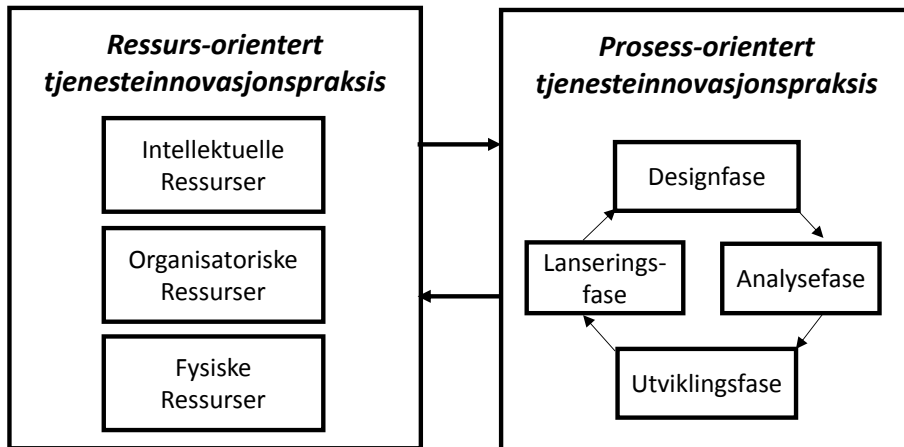 Ressurs-orientert
tjenesteinnovasjonspraksis
Intellektuelle
Ressurser
Organisatoriske
Ressurser
Fysiske
Ressurser
Prosess-orientert
tjenesteinnovasjonspraksis
Designfase
Lanserings-
fase
Analysefase
Utviklingsfase